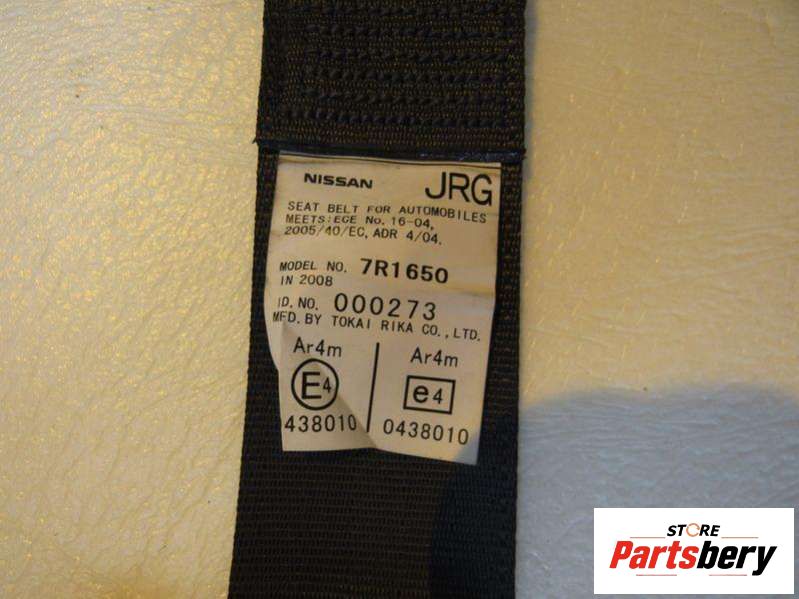 NISSAN JRG
SEAT BELT FOR AUTOMOBILES
MEETS:ECE No. 16-04,
2005/40/EC, ADR 4/04.
MODEL NO. 7R1650
IN 2008
ID. NO. 000273
MFD. BY TOKAI RIKA CO., LTD.
Ar4m Ar4m
E4 e4
438010 0438010
STORE
Partsbery